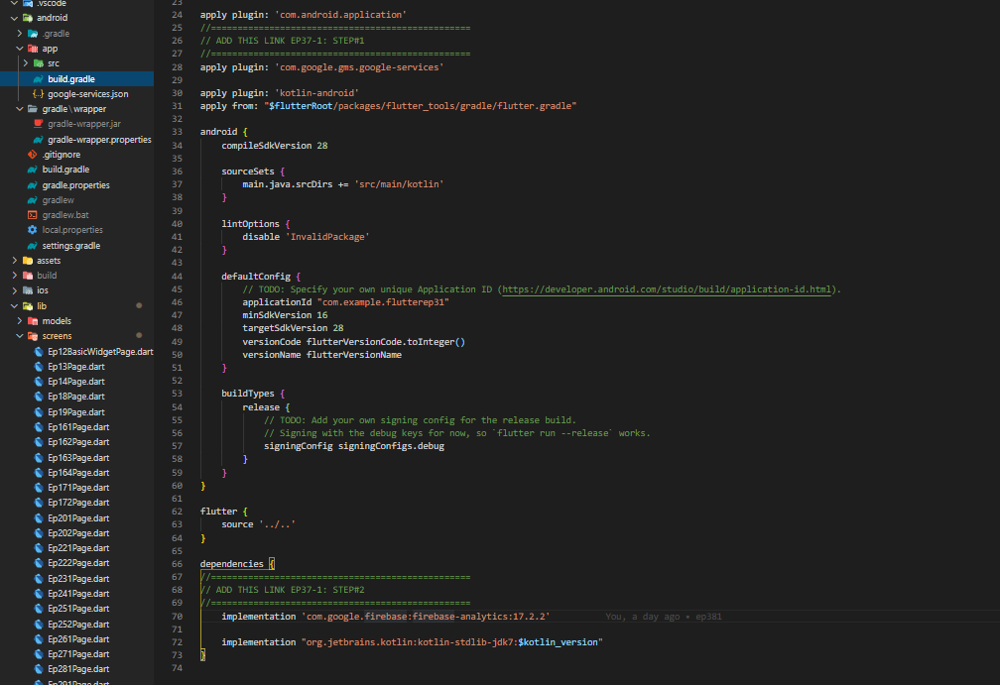 .vscode
android
.gradle
app
src
build.gradle
google-services.json
gradle\wrapper
gradle-wrapper.jar
gradle-wrapper.properties
.gitignore
build.gradle
gradle.properties
gradlew
gradlew.bat
local.properties
settings.gradle
assets
build
ios
lib
models
screens
Ep12BasicWidgetPage.dart
Ep13Page.dart
Ep14Page.dart
Ep18Page.dart
Ep19Page.dart
Ep161Page.dart
Ep162Page.dart
Ep163Page.dart
Ep164Page.dart
Ep171Page.dart
Ep172Page.dart
Ep201Page.dart
Ep202Page.dart
Ep221Page.dart
Ep222Page.dart
Ep231Page.dart
Ep241Page.dart
Ep251Page.dart
Ep252Page.dart
Ep261Page.dart
Ep271Page.dart
Ep281Page.dart
Ep291Page.dart
23
24 apply plugin: 'com.android.application'
25 //=================================================
26 // ADD THIS LINK EP37-1: STEP#1
27 //=================================================
28 apply plugin: 'com.google.gms.google-services'
29
30 apply plugin: 'kotlin-android'
31 apply from: "$flutterRoot/packages/flutter_tools/gradle/flutter.gradle"
32
33 android {
34 compileSdkVersion 28
35
36 sourceSets {
37 main.java.srcDirs += 'src/main/kotlin'
38 }
39
40 lintOptions {
41 disable 'InvalidPackage'
42 }
43
44 defaultConfig {
45 // TODO: Specify your own unique Application ID (https://developer.android.com/studio/build/application-id.html).
46 applicationId "com.example.flutterep31"
47 minSdkVersion 16
48 targetSdkVersion 28
49 versionCode flutterVersionCode.toInteger()
50 versionName flutterVersionName
51 }
52
53 buildTypes {
54 release {
55 // TODO: Add your own signing config for the release build.
56 // Signing with the debug keys for now, so `flutter run --release` works.
57 signingConfig signingConfigs.debug
58 }
59 }
60 }
61
62 flutter {
63 source '../..'
64 }
65
66 dependencies {
67 //=================================================
68 // ADD THIS LINK EP37-1: STEP#2
69 //=================================================
70 implementation 'com.google.firebase:firebase-analytics:17.2.2' You, a day ago • ep381
71
72 implementation "org.jetbrains.kotlin:kotlin-stdlib-jdk7:$kotlin_version"
73 }
74